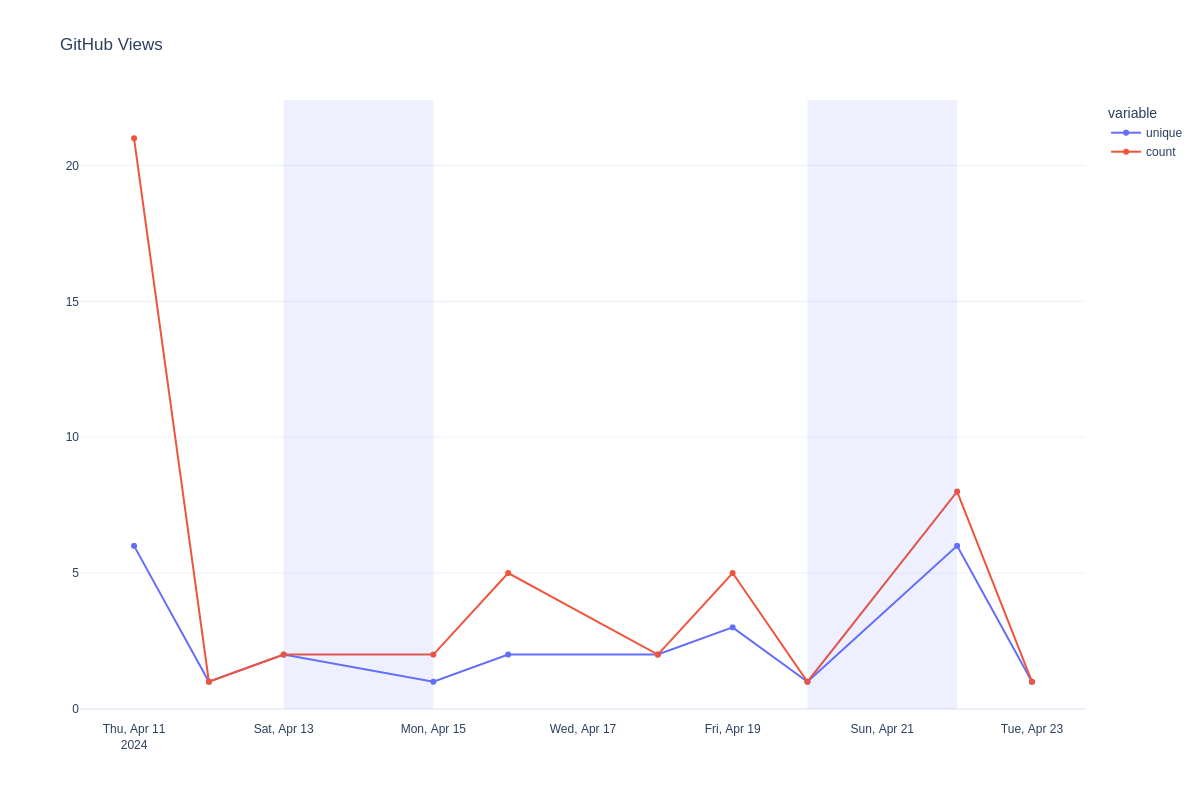 GitHub Views
variable
unique
count
20
15
10
5
0
Thu, Apr 11
2024
Sat, Apr 13
Mon, Apr 15
Wed, Apr 17
Fri, Apr 19
Sun, Apr 21
Tue, Apr 23